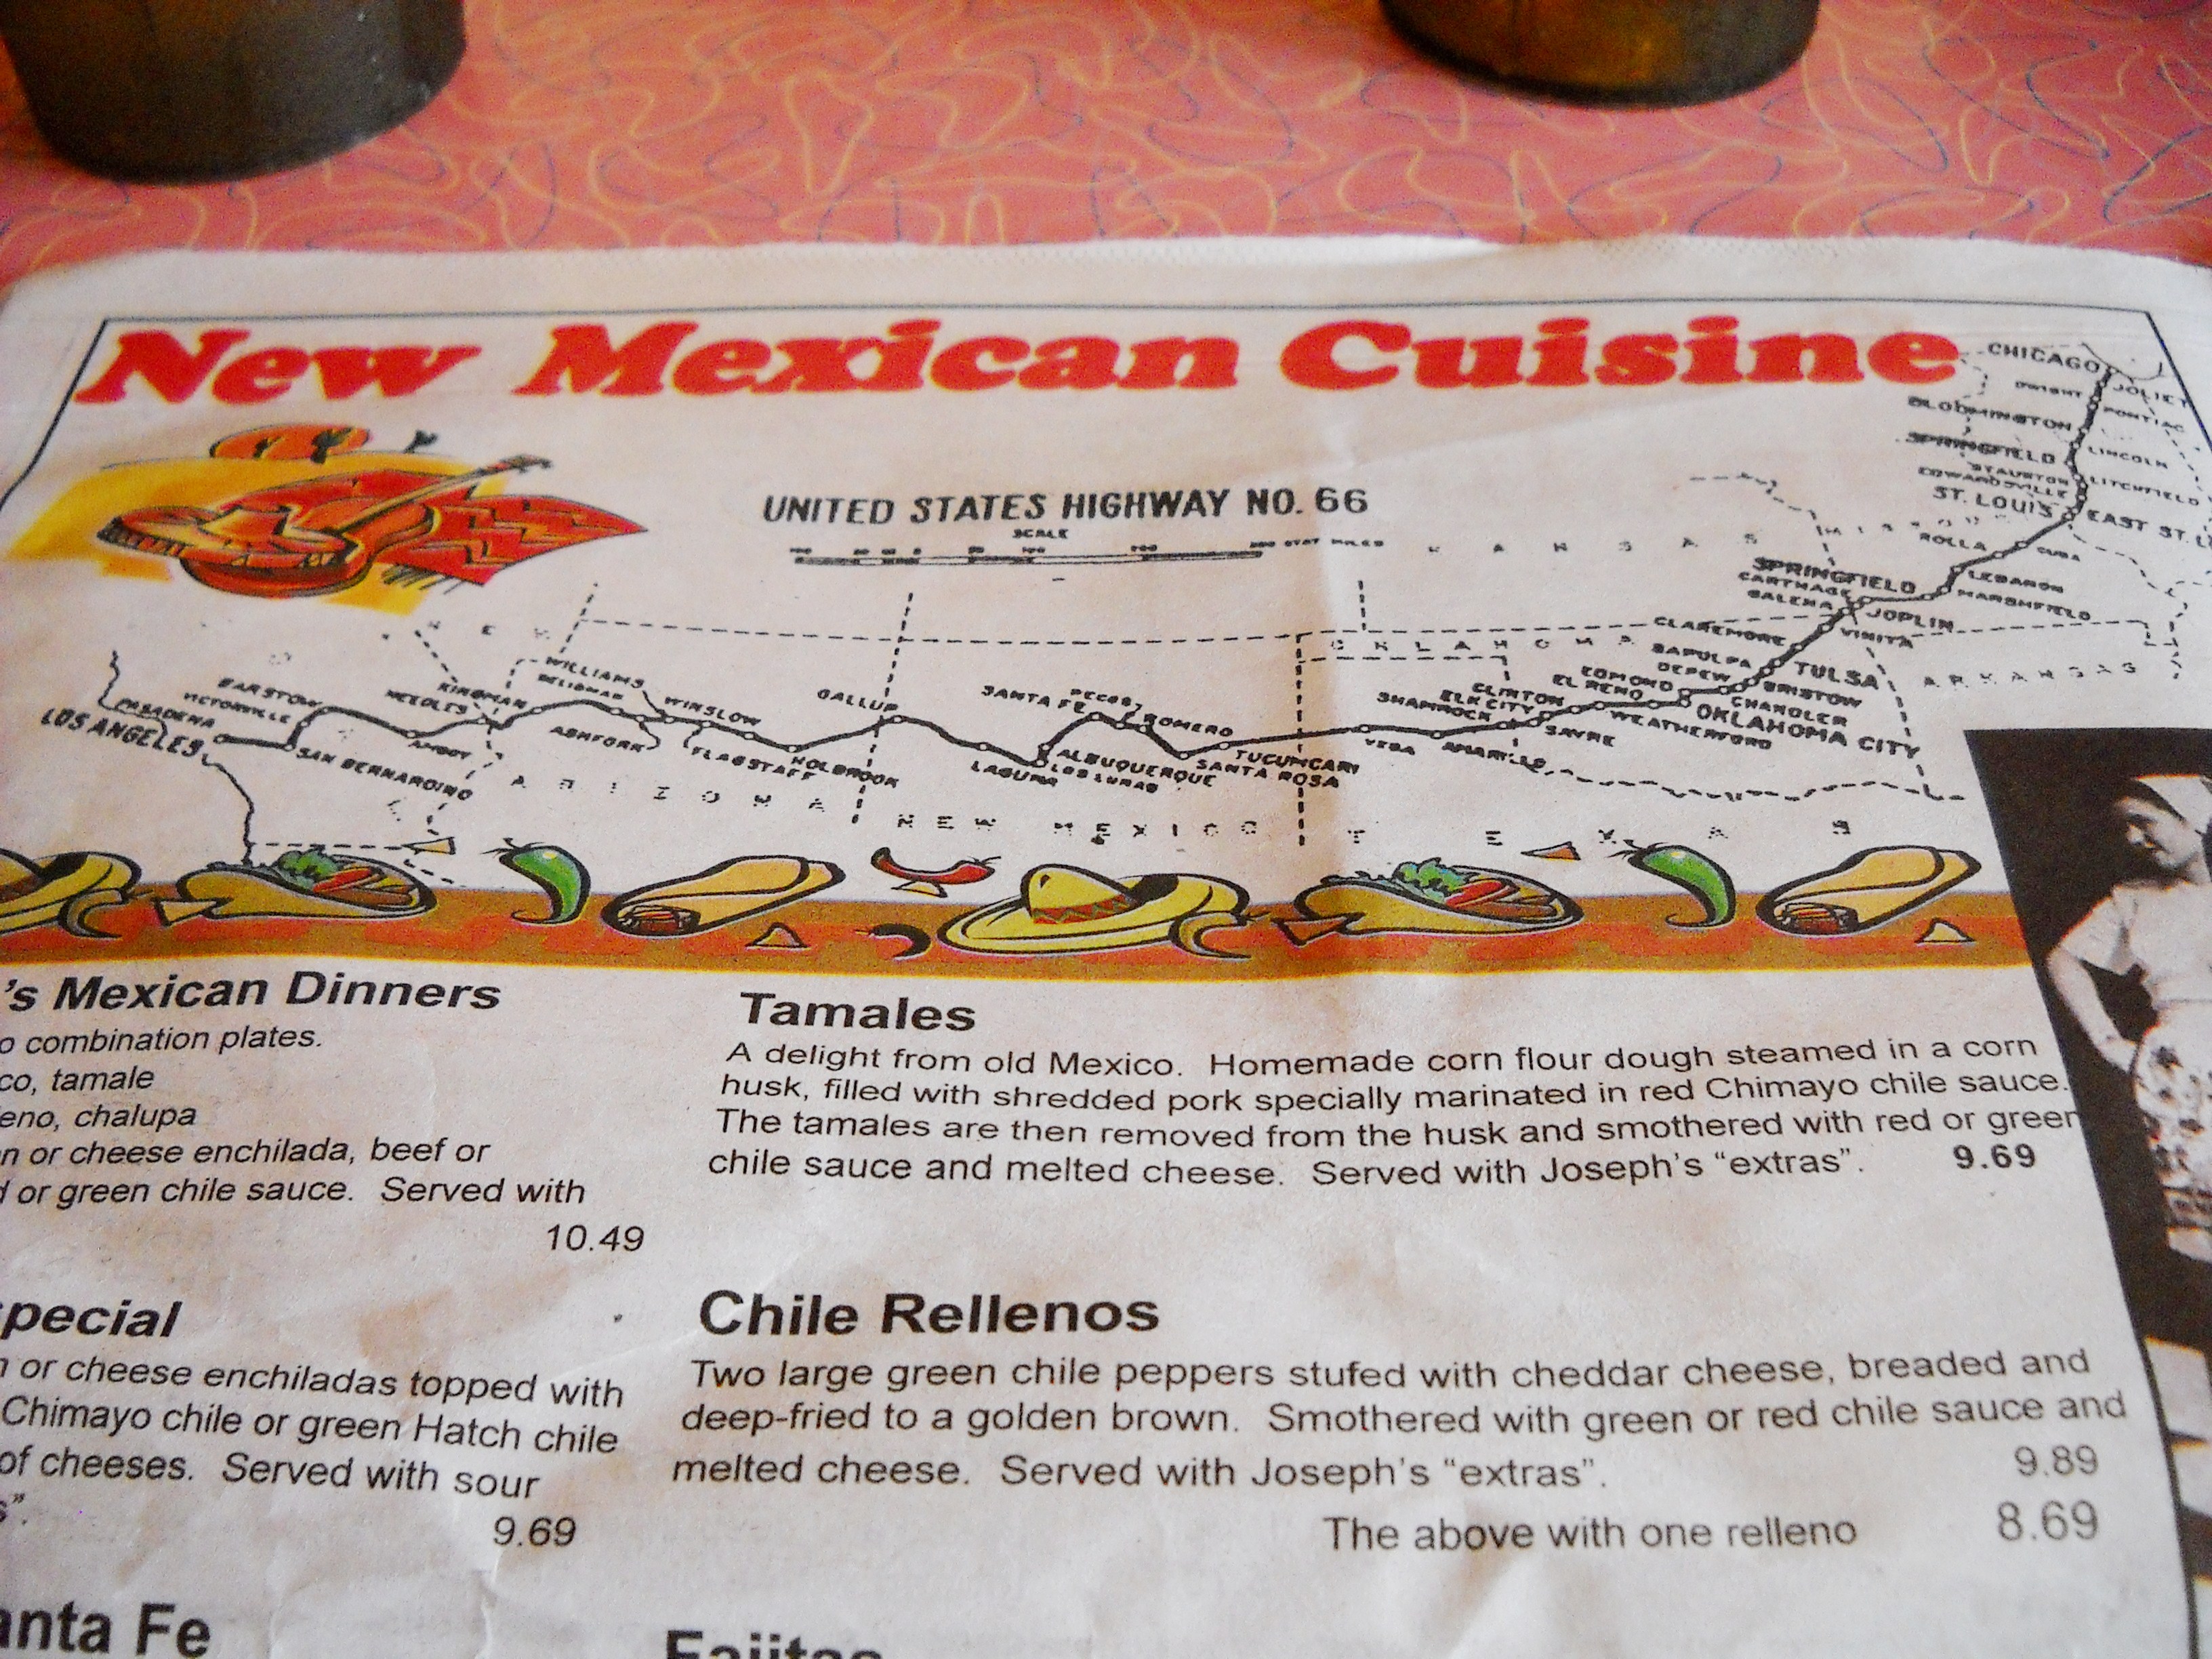 New Mexican Cuisine
UNITED STATES HIGHWAY NO. 66
SCALE
CHICAGO
JOLIET
DWIGHT
PONTIAC
BLOOMINGTON
LINCOLN
SPRINGFIELD
STAUNTON
LITCHFIELD
EDWARDSVILLE
ST. LOUIS
EAST ST. L
ROLLA
CUBA
LEBANON
MARSHFIELD
SPRINGFIELD
CARTHAGE
GALENA
JOPLIN
VINITA
CLAREMORE
SAPULPA
TULSA
DEPEW
BRISTOW
EDMOND
CHANDLER
EL RENO
OKLAHOMA CITY
CLINTON
WEATHERFORD
ELK CITY
SAYRE
SHAMROCK
AMARILLO
VEGA
TUCUMCARI
SANTA ROSA
ROMERO
PECOS
SANTA FE
ALBUQUERQUE
LOS LUNAS
LAGUNA
GALLUP
HOLBROOK
WINSLOW
FLAGSTAFF
WILLIAMS
SELIGMAN
ASHFORK
KINGMAN
NEEDLES
AMBOY
BARSTOW
VICTORVILLE
SAN BERNARDINO
PASADENA
LOS ANGELES
KANSAS
OKLAHOMA
ARKANSAS
ARIZONA
NEW MEXICO
TEXAS
's Mexican Dinners
o combination plates.
co, tamale
eno, chalupa
n or cheese enchilada, beef or
d or green chile sauce. Served with
10.49
pecial
n or cheese enchiladas topped with
Chimayo chile or green Hatch chile
of cheeses. Served with sour
s".
9.69
anta Fe
Tamales
A delight from old Mexico. Homemade corn flour dough steamed in a corn
husk, filled with shredded pork specially marinated in red Chimayo chile sauce.
The tamales are then removed from the husk and smothered with red or green
chile sauce and melted cheese. Served with Joseph's "extras". 9.69
Chile Rellenos
Two large green chile peppers stufed with cheddar cheese, breaded and
deep-fried to a golden brown. Smothered with green or red chile sauce and
melted cheese. Served with Joseph's "extras". 9.89
The above with one relleno 8.69
Fajitas